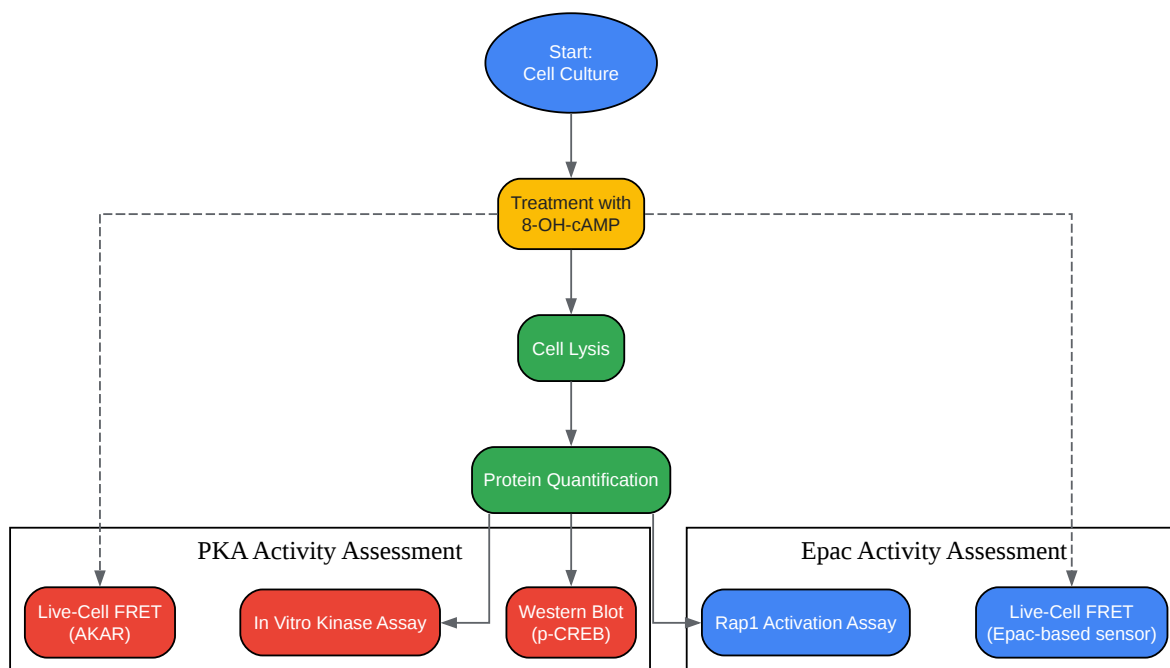 Start:
Cell Culture
Treatment with
8-OH-cAMP
Cell Lysis
Protein Quantification
PKA Activity Assessment
Epac Activity Assessment
Live-Cell FRET
(AKAR)
In Vitro Kinase Assay
Western Blot
(p-CREB)
Rap1 Activation Assay
Live-Cell FRET
(Epac-based sensor)